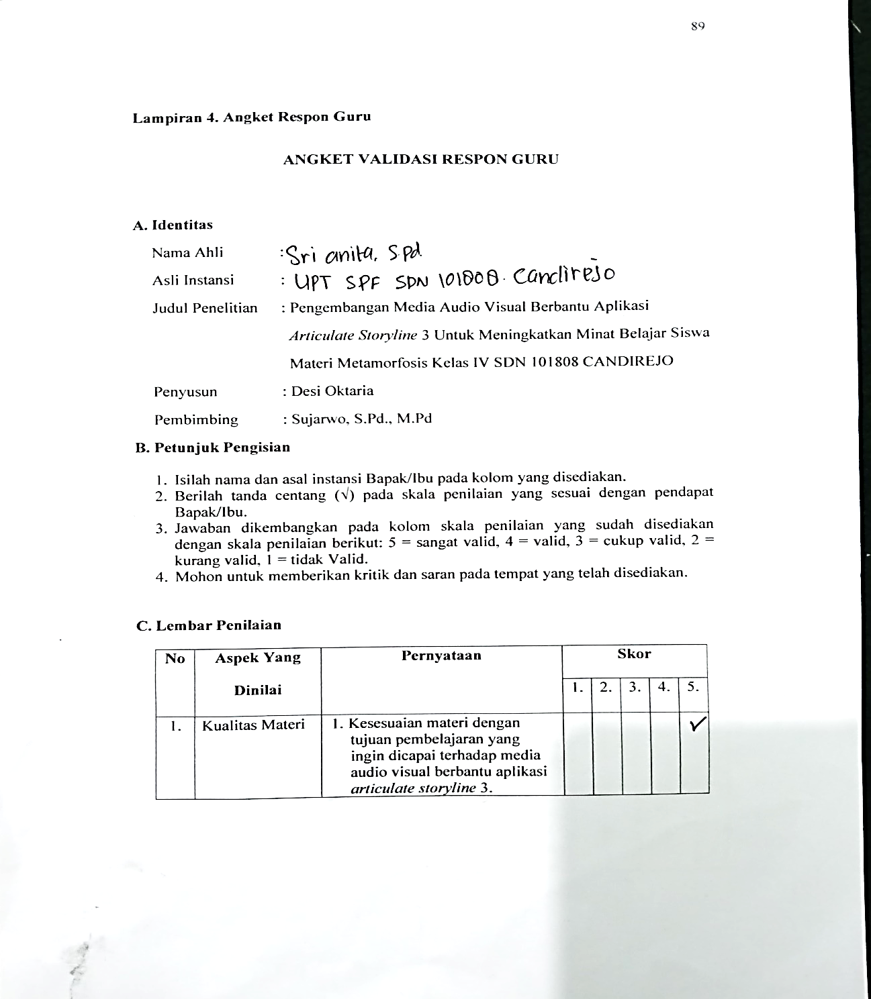 89
Lampiran 4. Angket Respon Guru
ANGKET VALIDASI RESPON GURU
A. Identitas
Nama Ahli : Sri anita, S.Pd
Asli Instansi : UPT SPF SDN 101808. Candirejo
Judul Penelitian : Pengembangan Media Audio Visual Berbantu Aplikasi
Articulate Storyline 3 Untuk Meningkatkan Minat Belajar Siswa
Materi Metamorfosis Kelas IV SDN 101808 CANDIREJO
Penyusun : Desi Oktaria
Pembimbing : Sujarwo, S.Pd., M.Pd
B. Petunjuk Pengisian
1. Isilah nama dan asal instansi Bapak/Ibu pada kolom yang disediakan.
2. Berilah tanda centang (√) pada skala penilaian yang sesuai dengan pendapat
Bapak/Ibu.
3. Jawaban dikembangkan pada kolom skala penilaian yang sudah disediakan
dengan skala penilaian berikut: 5 = sangat valid, 4 = valid, 3 = cukup valid, 2 =
kurang valid, 1 = tidak Valid.
4. Mohon untuk memberikan kritik dan saran pada tempat yang telah disediakan.
C. Lembar Penilaian
No Aspek Yang Pernyataan Skor
Dinilai 1. 2. 3. 4. 5.
1. Kualitas Materi 1. Kesesuaian materi dengan ✓
tujuan pembelajaran yang
ingin dicapai terhadap media
audio visual berbantu aplikasi
articulate storyline 3.